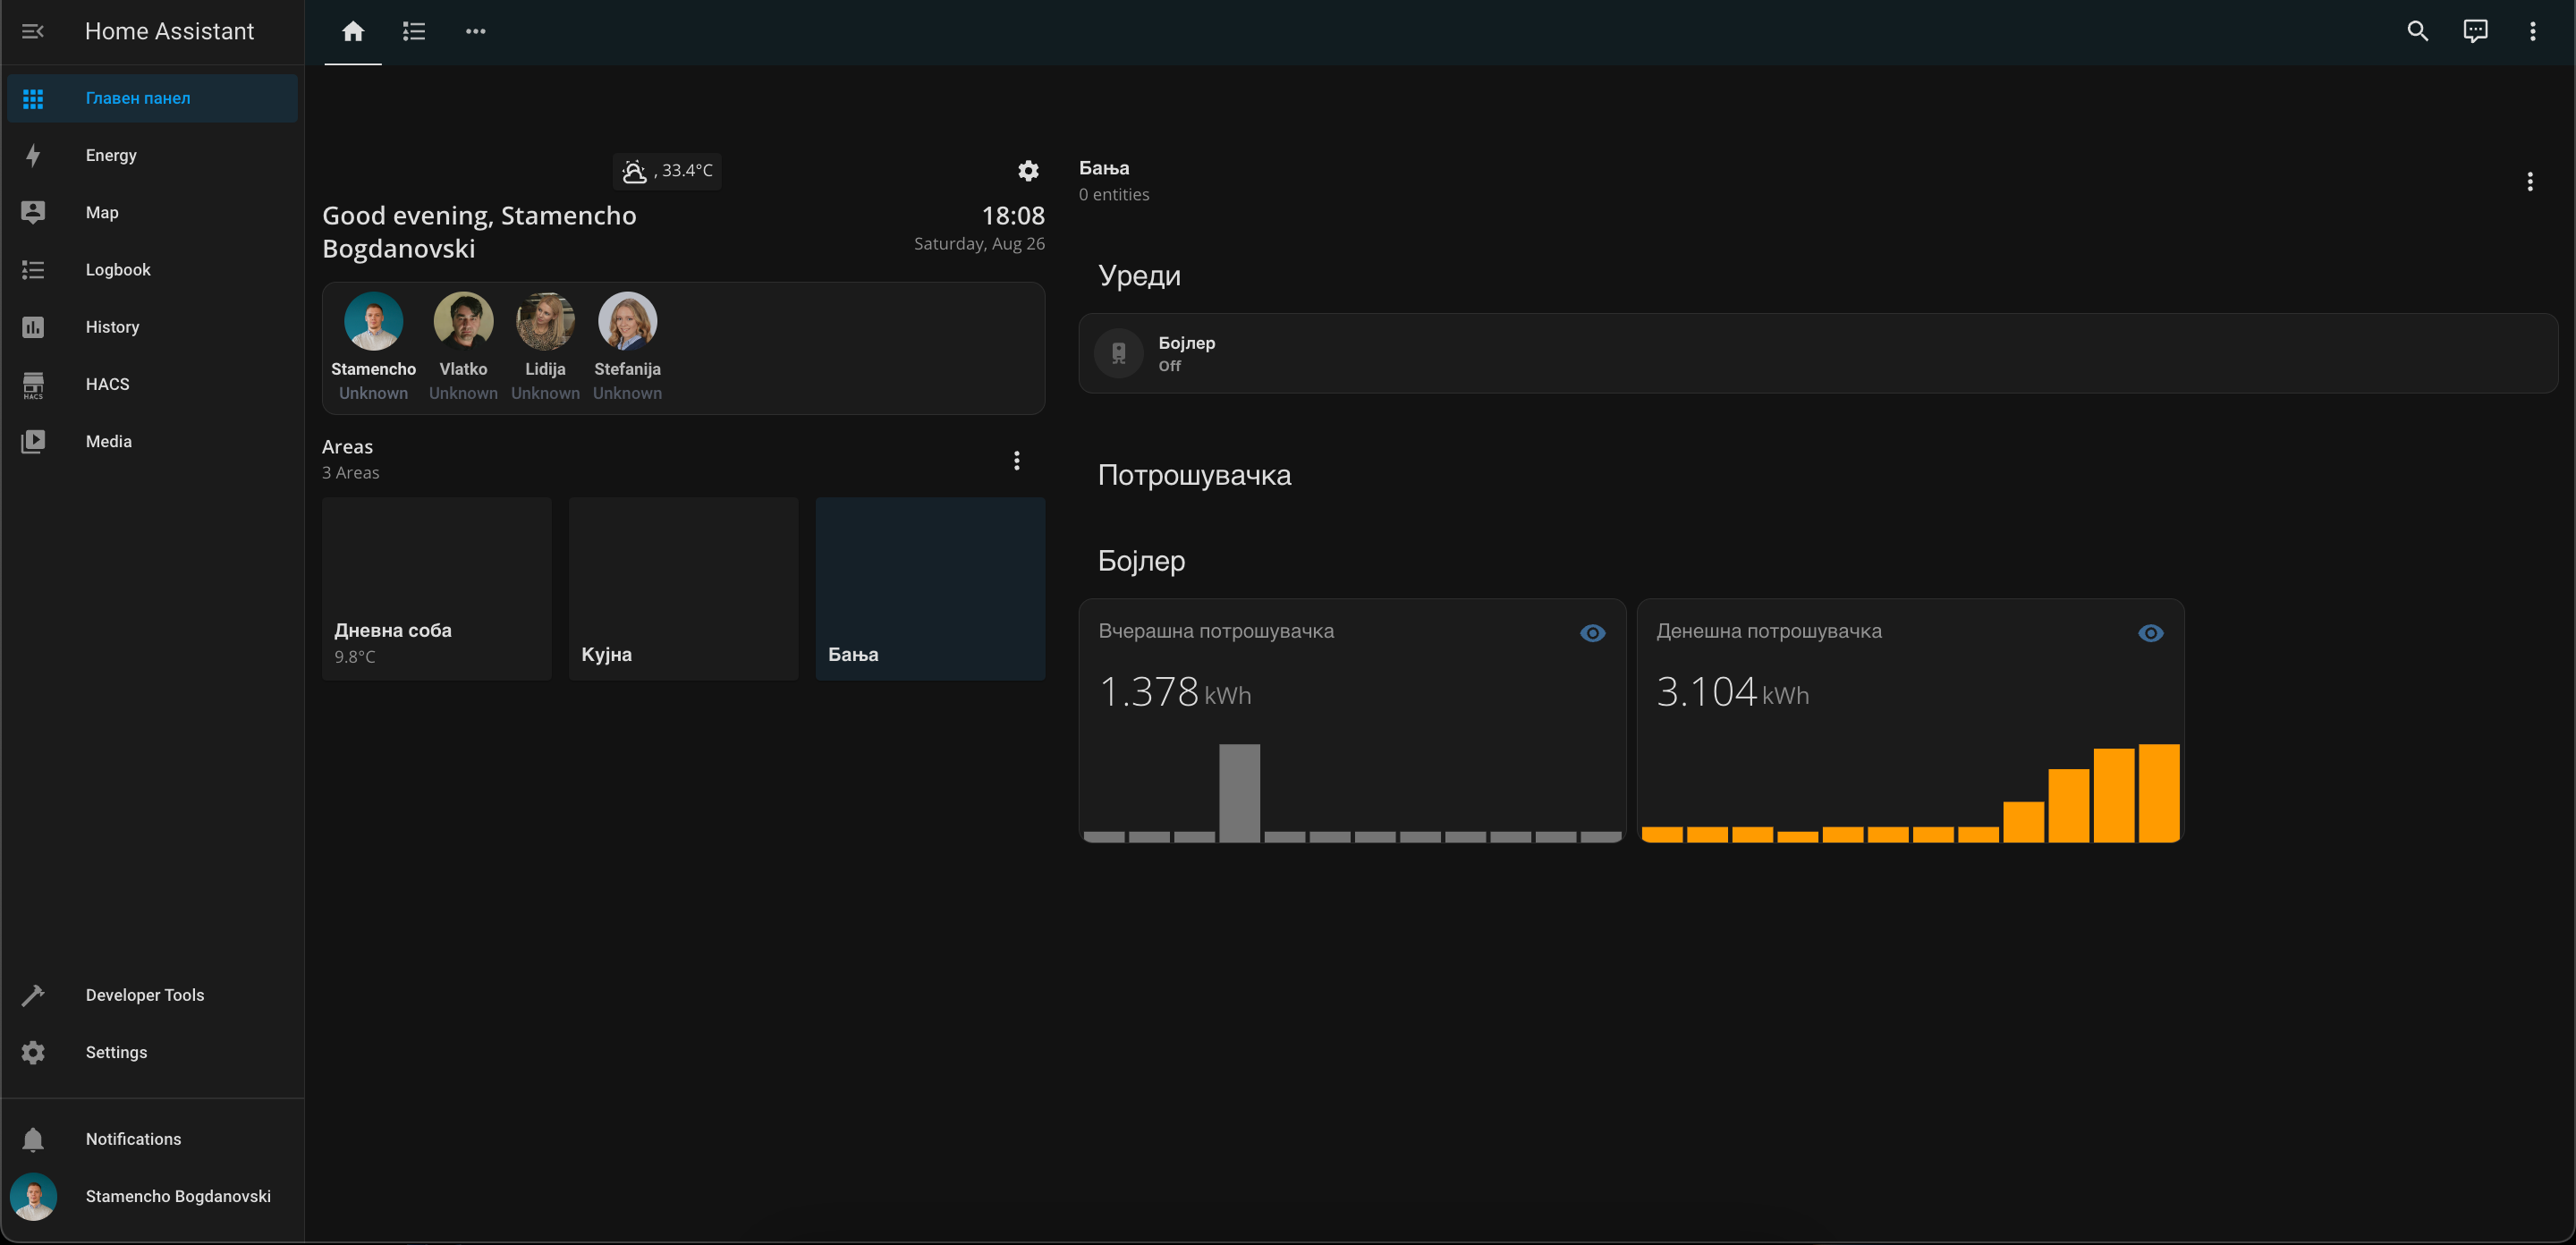 Home Assistant
Главен панел
Energy
Map
Logbook
History
HACS
HACS
Media
Developer Tools
Settings
Notifications
Stamencho Bogdanovski
, 33.4°C
Good evening, Stamencho
Bogdanovski
18:08
Saturday, Aug 26
Stamencho
Unknown
Vlatko
Unknown
Lidija
Unknown
Stefanija
Unknown
Areas
3 Areas
Дневна соба
9.8°C
Кујна
Бања
Бања
0 entities
Уреди
Бојлер
Off
Потрошувачка
Бојлер
Вчерашна потрошувачка
1.378 kWh
Денешна потрошувачка
3.104 kWh